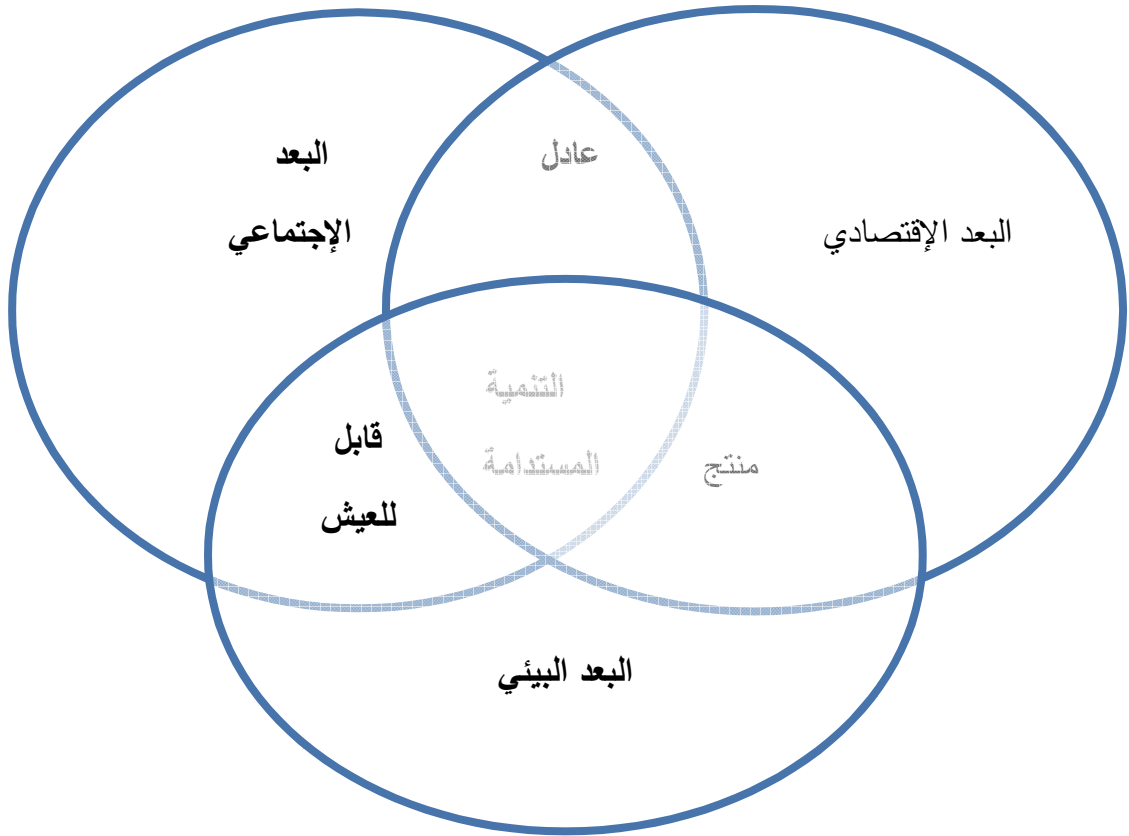 البعد
الإجتماعي
عادل
البعد الإقتصادي
التنمية
المستدامة
قابل
للعيش
منتج
البعد البيئي